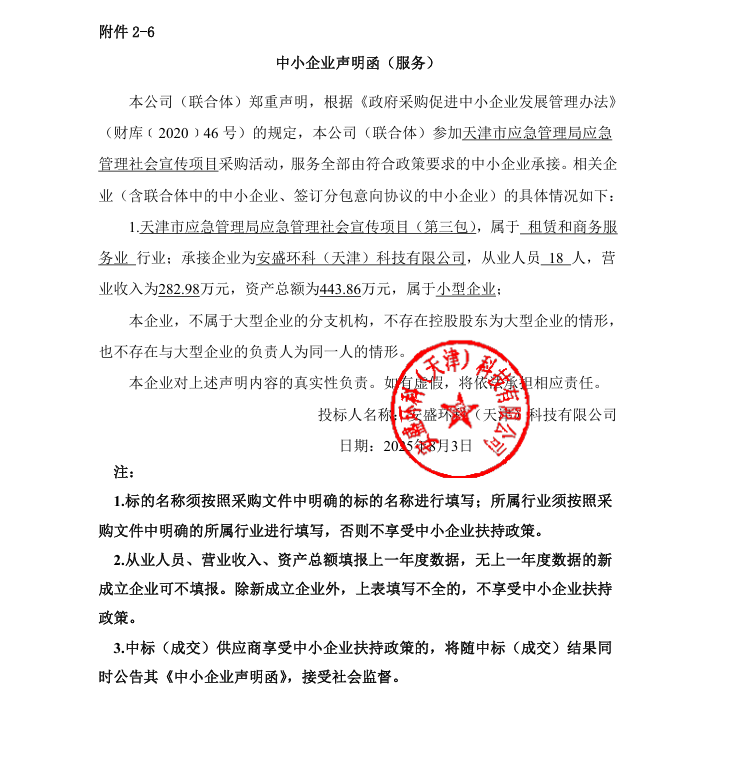 附件 2-6
中小企业声明函（服务）
本公司（联合体）郑重声明，根据《政府采购促进中小企业发展管理办法》
（财库﹝2020﹞46 号）的规定，本公司（联合体）参加天津市应急管理局应急
管理社会宣传项目采购活动，服务全部由符合政策要求的中小企业承接。相关企
业（含联合体中的中小企业、签订分包意向协议的中小企业）的具体情况如下：
1.天津市应急管理局应急管理社会宣传项目（第三包），属于 租赁和商务服
务业 行业；承接企业为安盛环科（天津）科技有限公司，从业人员 18 人，营
业收入为282.98万元，资产总额为443.86万元，属于小型企业；
本企业，不属于大型企业的分支机构，不存在控股股东为大型企业的情形，
也不存在与大型企业的负责人为同一人的情形。
本企业对上述声明内容的真实性负责。如有虚假，将依法承担相应责任。
投标人名称：安盛环科（天津）科技有限公司
日期：2025年8月3日
安盛环科（天津）科技有限公司
注：
1.标的名称须按照采购文件中明确的标的名称进行填写；所属行业须按照采
购文件中明确的所属行业进行填写，否则不享受中小企业扶持政策。
2.从业人员、营业收入、资产总额填报上一年度数据，无上一年度数据的新
成立企业可不填报。除新成立企业外，上表填写不全的，不享受中小企业扶持
政策。
3.中标（成交）供应商享受中小企业扶持政策的，将随中标（成交）结果同
时公告其《中小企业声明函》，接受社会监督。